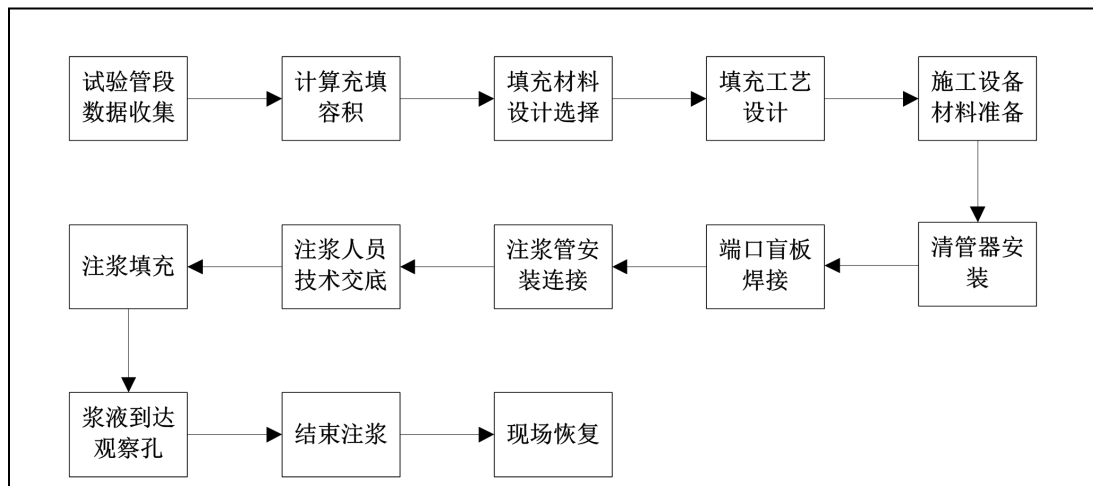 试验管段
数据收集
计算充填
容积
填充材料
设计选择
填充工艺
设计
施工设备
材料准备
清管器安
装
端口盲板
焊接
注浆管安
装连接
注浆人员
技术交底
注浆填充
浆液到达
观察孔
结束注浆
现场恢复